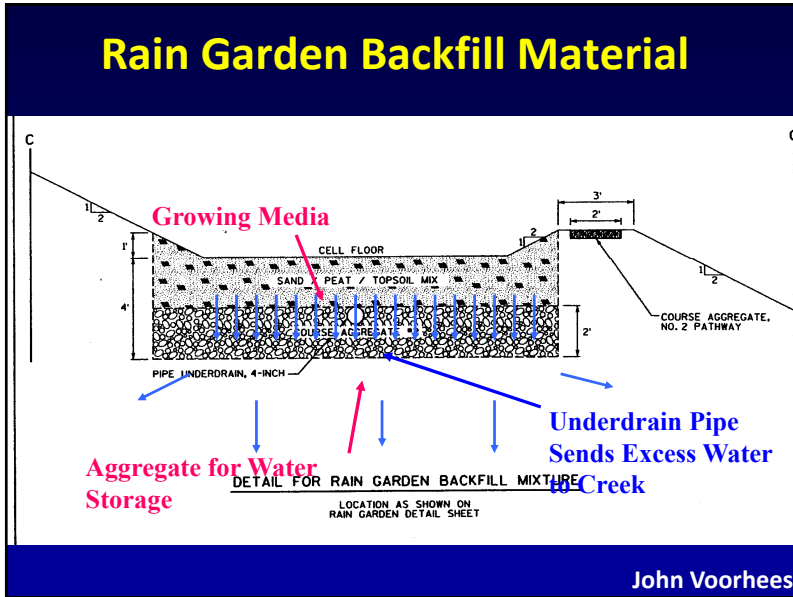 Rain Garden Backfill Material
C
3'
2'
1
2
Growing Media
2
1
1'
CELL FLOOR
SAND / PEAT / TOPSOIL MIX
1
2
4'
COURSE AGGREGATE
2'
COURSE AGGREGATE,
NO. 2 PATHWAY
PIPE UNDERDRAIN, 4-INCH
Underdrain Pipe
Sends Excess Water
to Creek
Aggregate for Water
Storage
DETAIL FOR RAIN GARDEN BACKFILL MIXTURE
LOCATION AS SHOWN ON
RAIN GARDEN DETAIL SHEET
John Voorhees